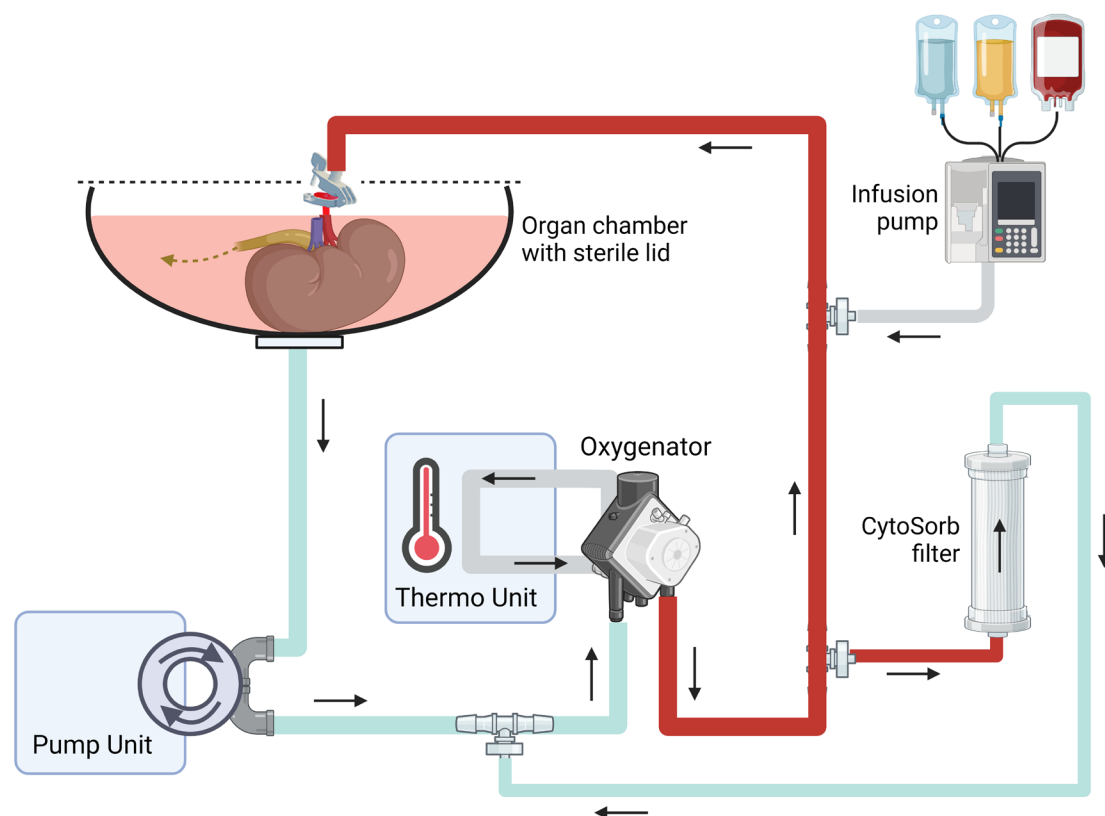 Infusion
pump
Organ chamber
with sterile lid
Oxygenator
CytoSorb
filter
Thermo Unit
Pump Unit